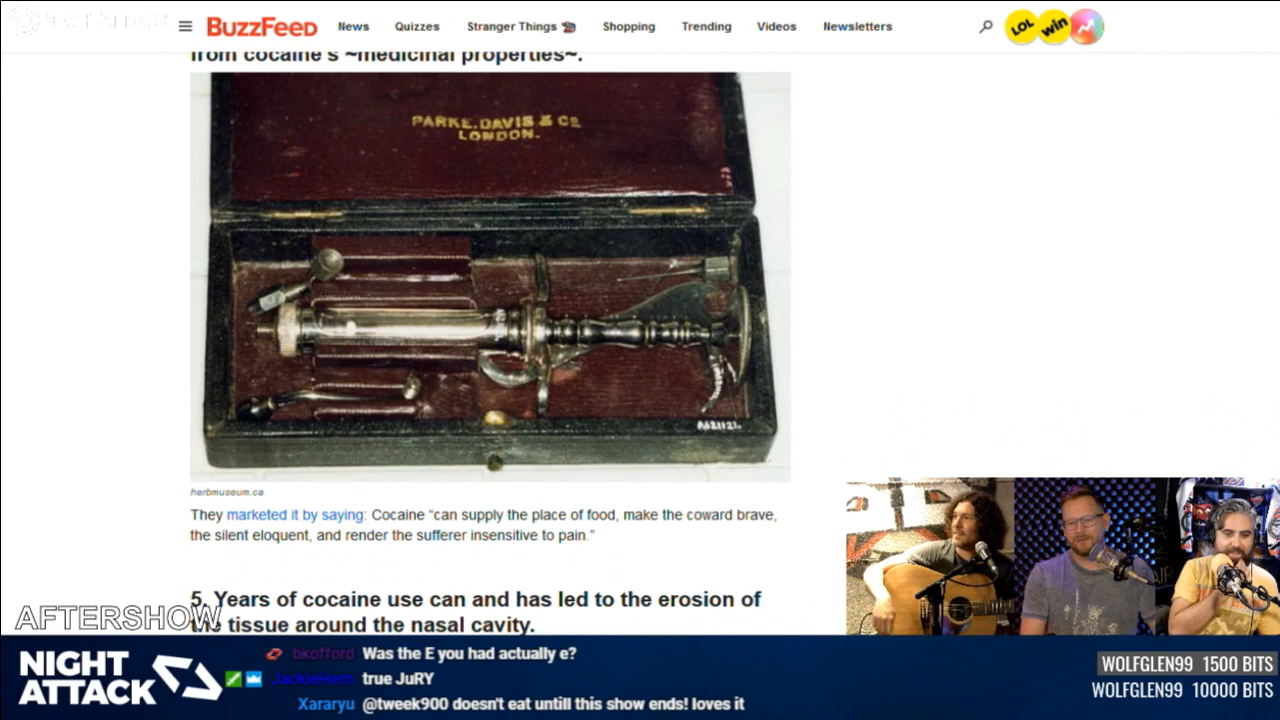 BuzzFeed
News
Quizzes
Stranger Things
Shopping
Trending
Videos
Newsletters
LOL
win
from cocaine's ~medicinal properties~.
PARKE, DAVIS & Co
LONDON.
A621121.
herbmuseum.ca
They marketed it by saying: Cocaine “can supply the place of food, make the coward brave,
the silent eloquent, and render the sufferer insensitive to pain.”
5. Years of cocaine use can and has led to the erosion of
the tissue around the nasal cavity.
AFTERSHOW
NIGHT
ATTACK
bkofford Was the E you had actually e?
JackieHern true JuRY
Xararyu @tweek900 doesn't eat untill this show ends! loves it
WOLFGLEN99 1500 BITS
WOLFGLEN99 10000 BITS